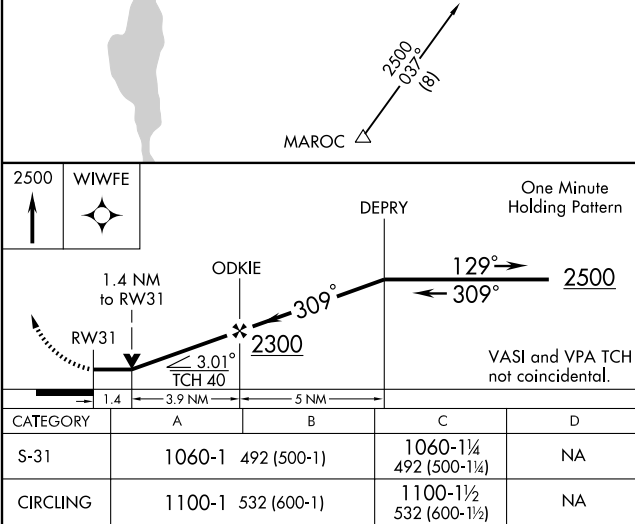 2500
037°
(8)
MAROC
2500
WIWFE
DEPRY
One Minute
Holding Pattern
1.4 NM
to RW31
ODKIE
129°
309°
2500
309°
RW31
2300
3.01°
TCH 40
VASI and VPA TCH
not coincidental.
1.4
3.9 NM
5 NM
CATEGORY A B C D
S-31 1060-1 492 (500-1) 1060-1¼ 492 (500-1¼) NA
CIRCLING 1100-1 532 (600-1) 1100-1½ 532 (600-1½) NA